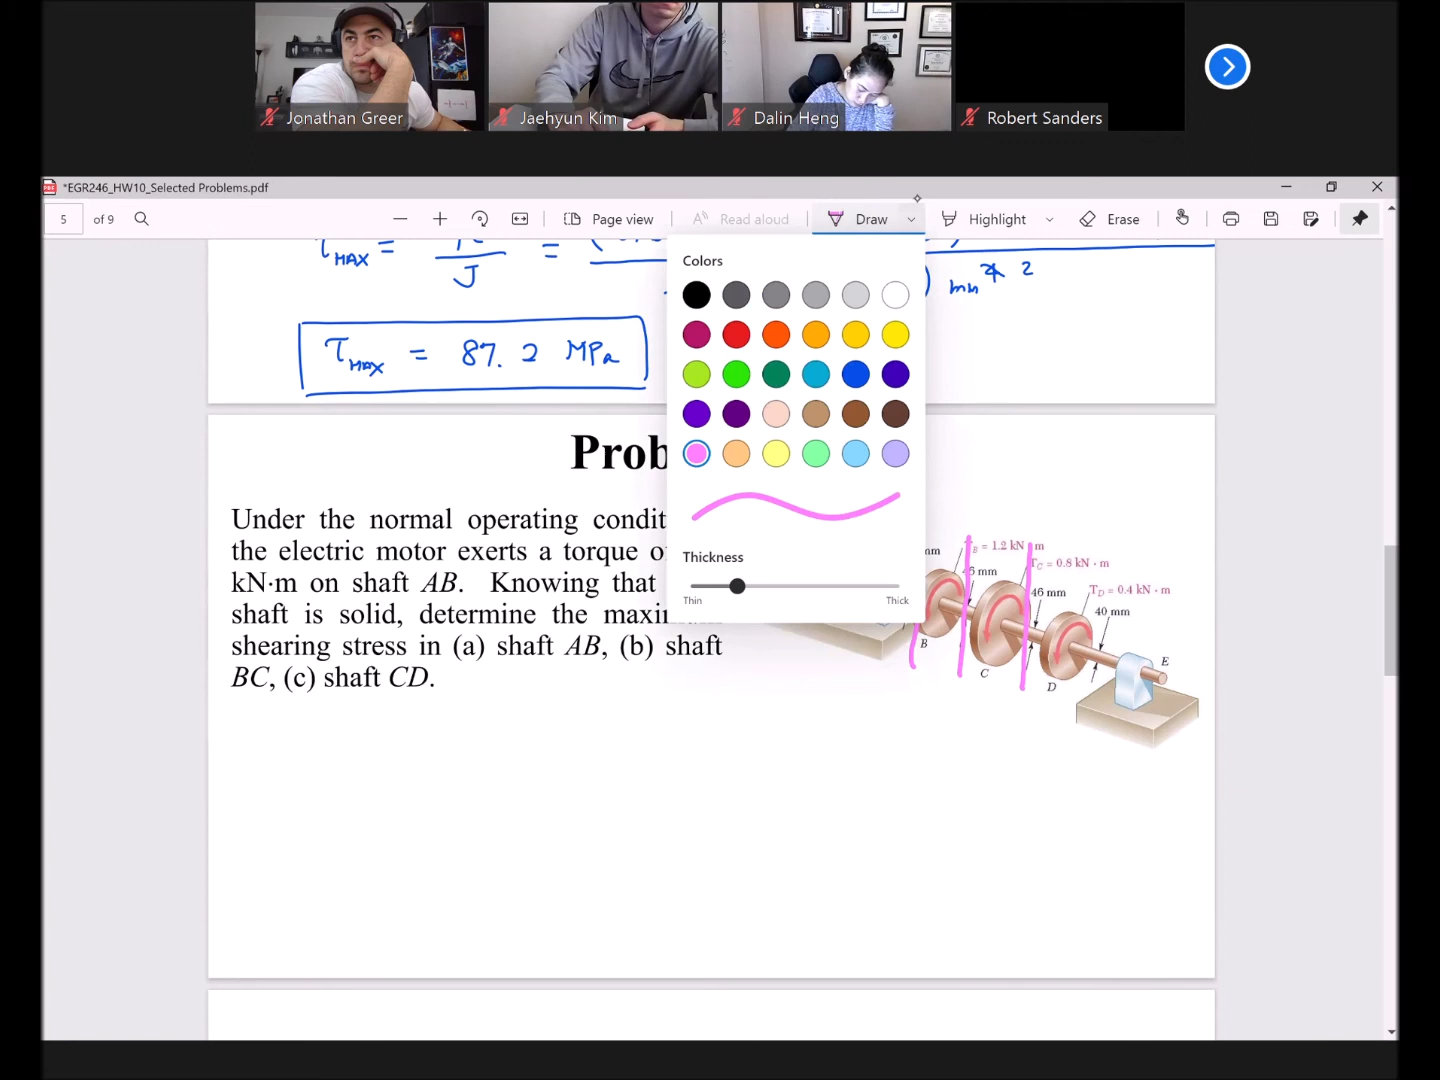 Jonathan Greer
Jaehyun Kim
Dalin Heng
Robert Sanders
*EGR246_HW10_Selected Problems.pdf
5 of 9
Page view
Read aloud
Draw
Highlight
Erase
τMAX = J =
mm 2
τMAX = 87.2 MPa
Colors
Thickness
Thin Thick
Prob
Under the normal operating condit
the electric motor exerts a torque o
kN·m on shaft AB. Knowing that
shaft is solid, determine the maxim
shearing stress in (a) shaft AB, (b) shaft
BC, (c) shaft CD.
mm
= 1.2 kN m
mm
TC = 0.8 kN · m
46 mm
TD = 0.4 kN · m
40 mm
B
C
D
E